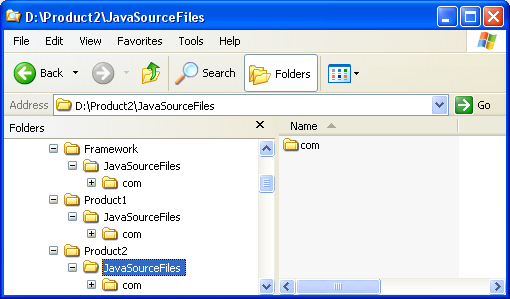 D:\Product2\JavaSourceFiles
File Edit View Favorites Tools Help
Back Search Folders
Address D:\Product2\JavaSourceFiles Go
Folders Name
Framework com
JavaSourceFiles
com
Product1
JavaSourceFiles
com
Product2
JavaSourceFiles
com